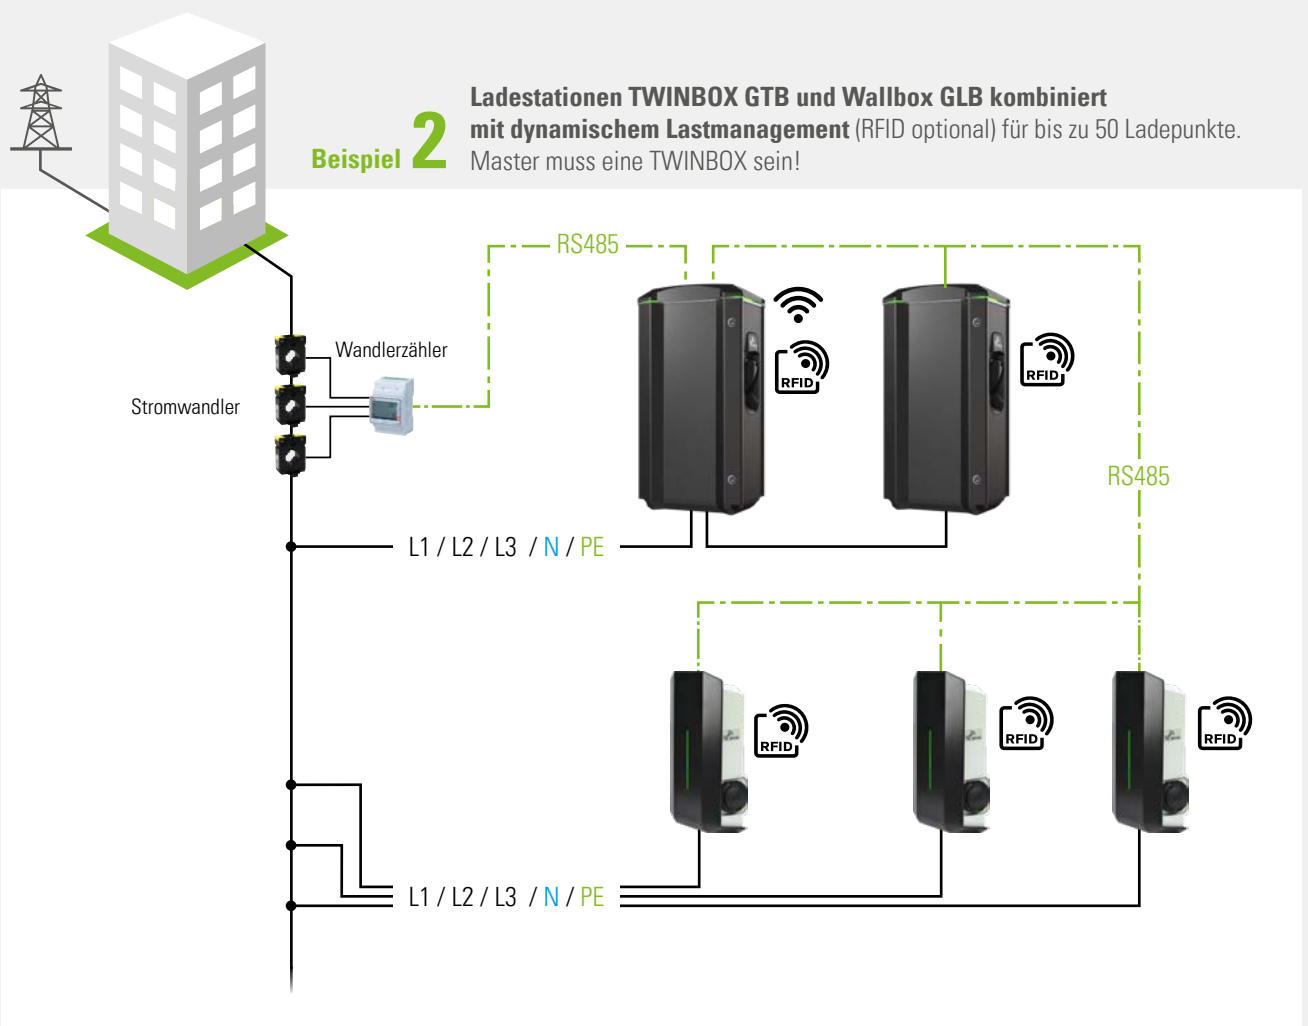 Ladestationen TWINBOX GTB und Wallbox GLB kombiniert
mit dynamischem Lastmanagement (RFID optional) für bis zu 50 Ladepunkte.
Beispiel 2
Master muss eine TWINBOX sein!
RS485
Wandlerzähler
RFID
RFID
Stromwandler
RS485
L1 / L2 / L3 / N / PE
RFID
RFID
RFID
L1 / L2 / L3 / N / PE